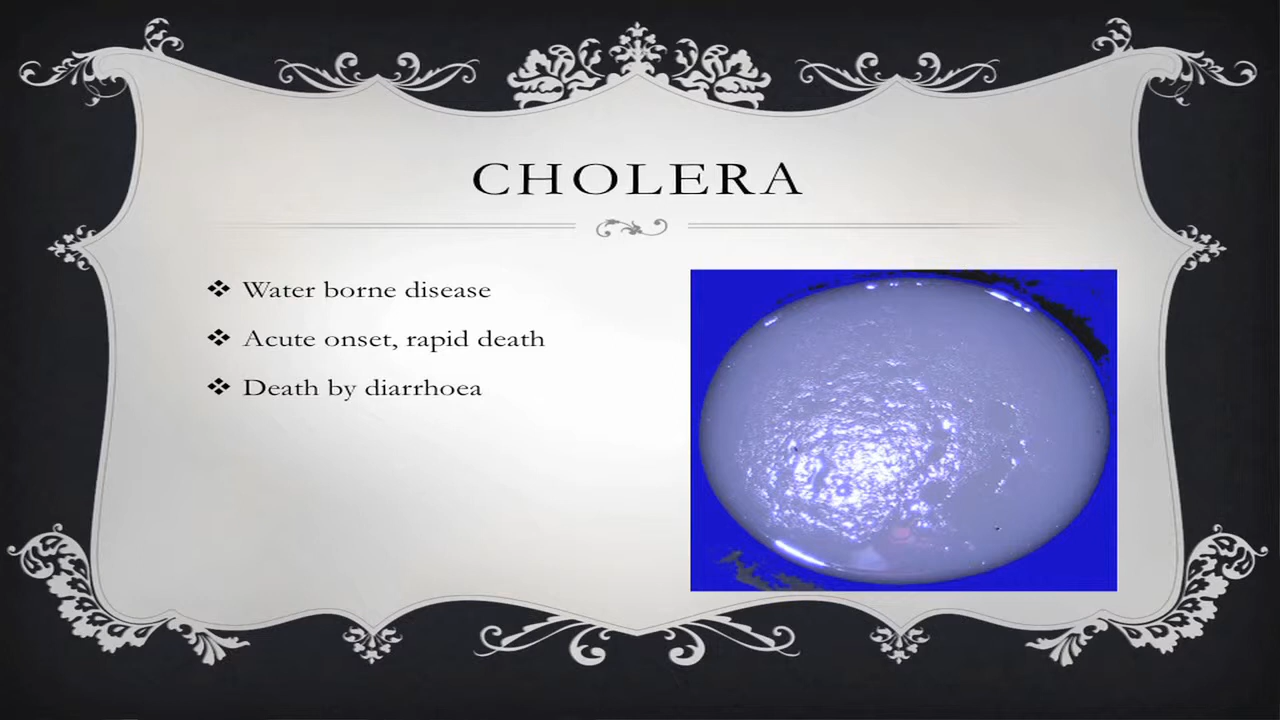 CHOLERA
Water borne disease
Acute onset, rapid death
Death by diarrhoea